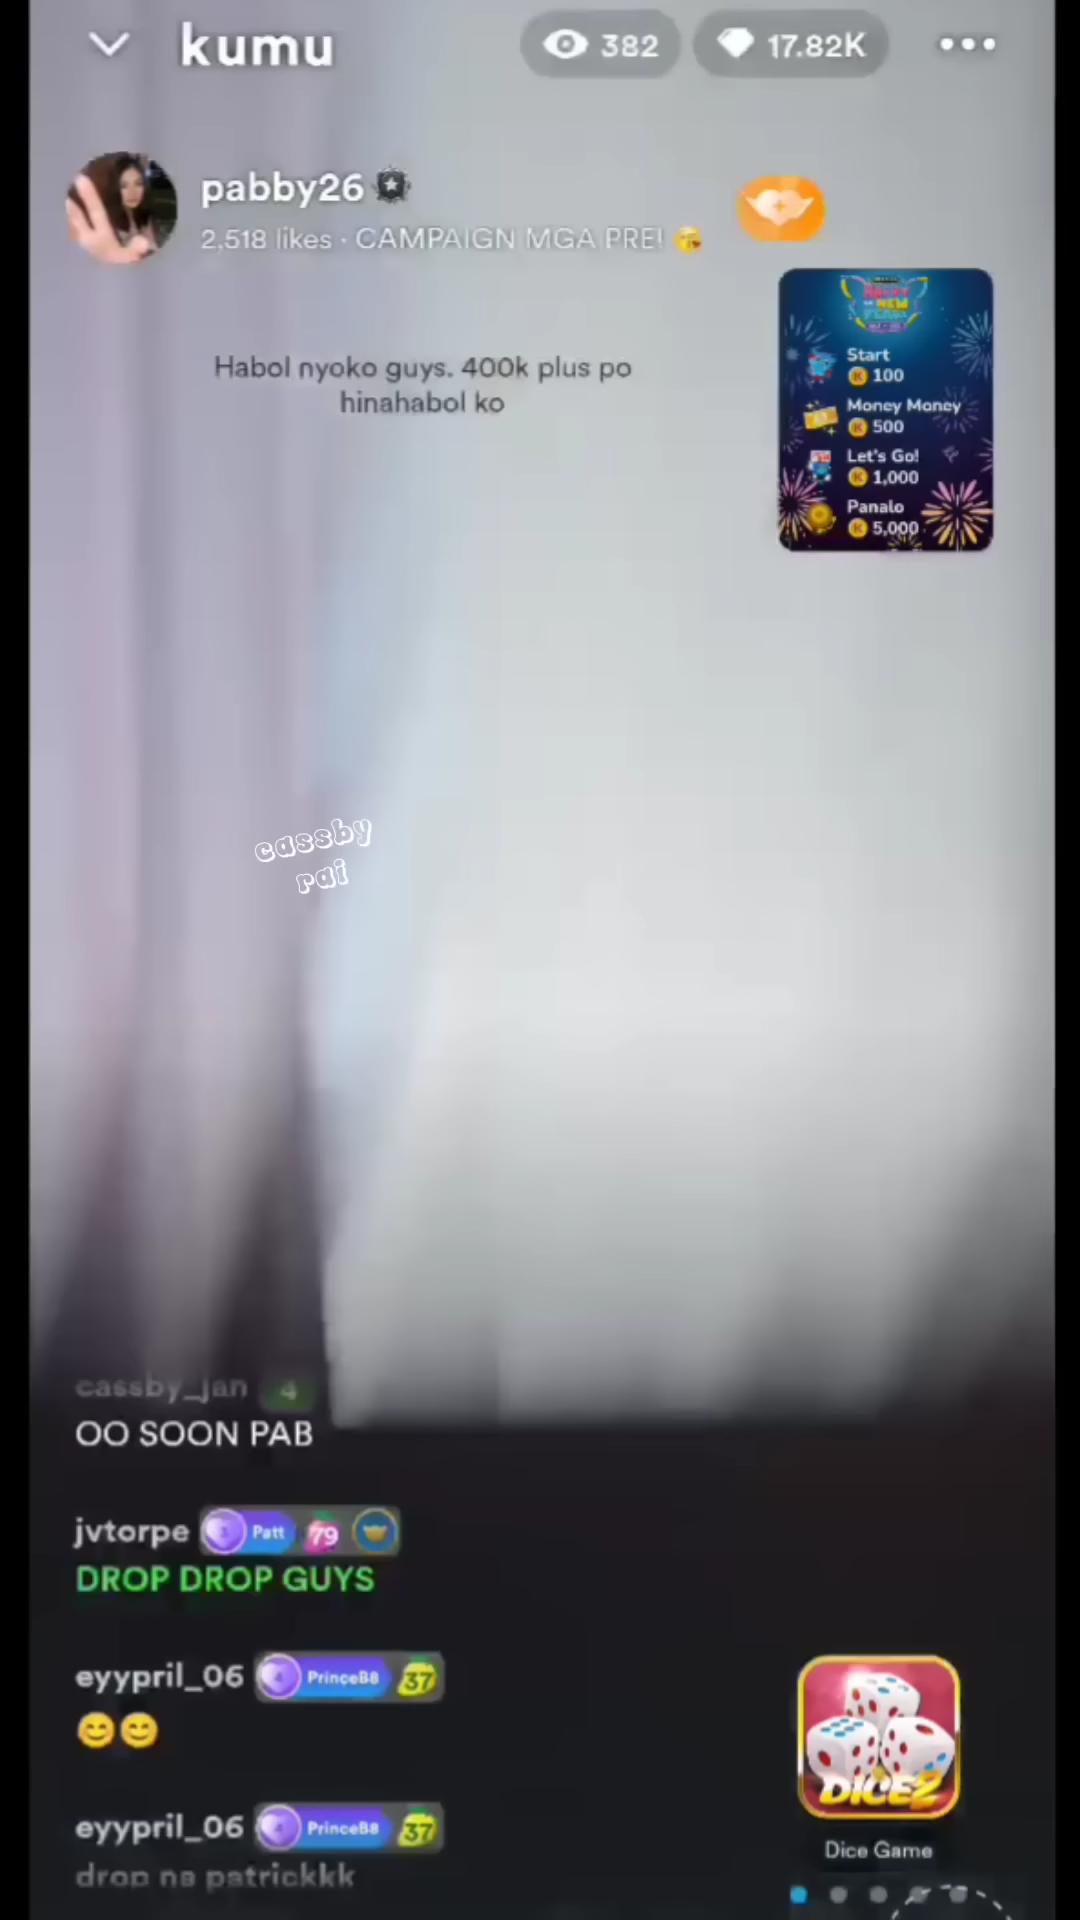 kumu
382
17.82K
pabby26
2,518 likes · CAMPAIGN MGA PRE! 😘
Habol nyoko guys. 400k plus po
hinahabol ko
Start
100
Money Money
500
Let's Go!
1,000
Panalo
5,000
cassby
rai
cassby_jan 4
OO SOON PAB
jvtorpe Patt 79
DROP DROP GUYS
eyypril_06 PrinceB8 37
😊😊
eyypril_06 PrinceB8 37
drop na patrickkk
DICE2
Dice Game